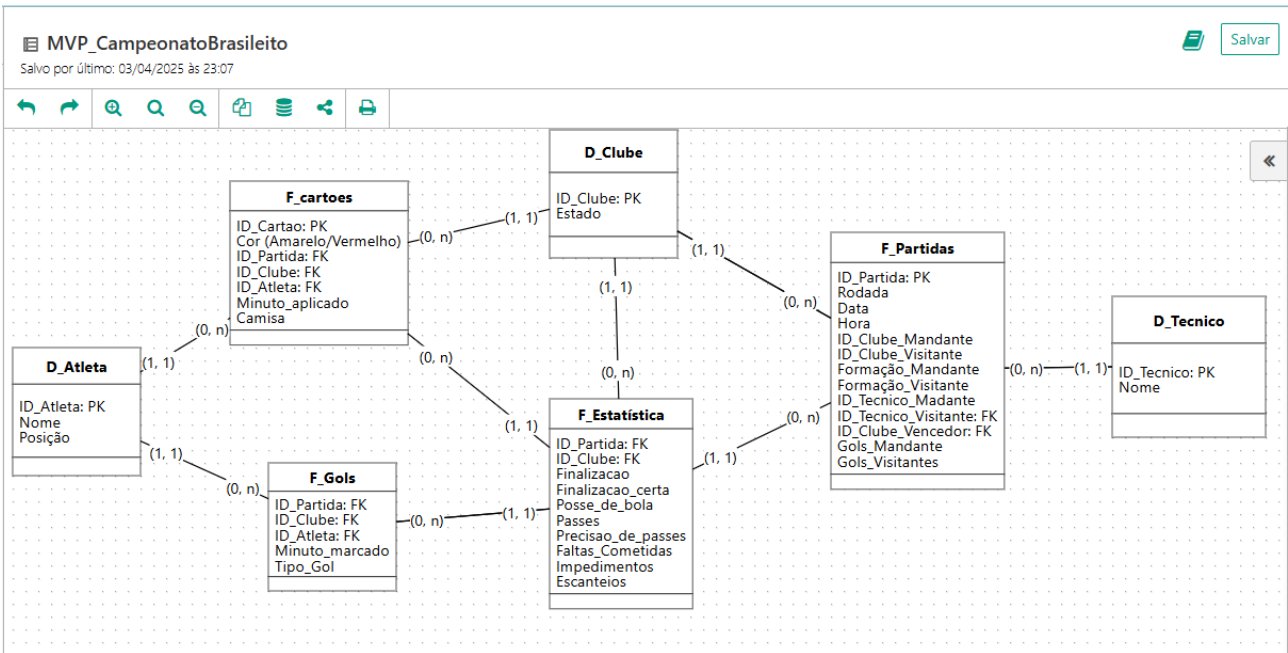 MVP_CampeonatoBrasileito
Salvo por último: 03/04/2025 às 23:07
Salvar
D_Clube
ID_Clube: PK
Estado
F_cartoes
ID_Cartao: PK
Cor (Amarelo/Vermelho)
ID_Partida: FK
ID_Clube: FK
ID_Atleta: FK
Minuto_aplicado
Camisa
(0, n)
(1, 1)
(1, 1)
(0, n)
(1, 1)
(0, n)
F_Partidas
ID_Partida: PK
Rodada
Data
Hora
ID_Clube_Mandante
ID_Clube_Visitante
Formação_Mandante
Formação_Visitante
ID_Tecnico_Madante
ID_Tecnico_Visitante: FK
ID_Clube_Vencedor: FK
Gols_Mandante
Gols_Visitantes
(0, n)
(1, 1)
D_Tecnico
ID_Tecnico: PK
Nome
D_Atleta
ID_Atleta: PK
Nome
Posição
(1, 1)
(0, n)
(0, n)
(1, 1)
(1, 1)
(0, n)
F_Gols
ID_Partida: FK
ID_Clube: FK
ID_Atleta: FK
Minuto_marcado
Tipo_Gol
(0, n)
(1, 1)
F_Estatística
ID_Partida: FK
ID_Clube: FK
Finalizacao
Finalizacao_certa
Posse_de_bola
Passes
Precisao_de_passes
Faltas_Cometidas
Impedimentos
Escanteios
(1, 1)
(0, n)